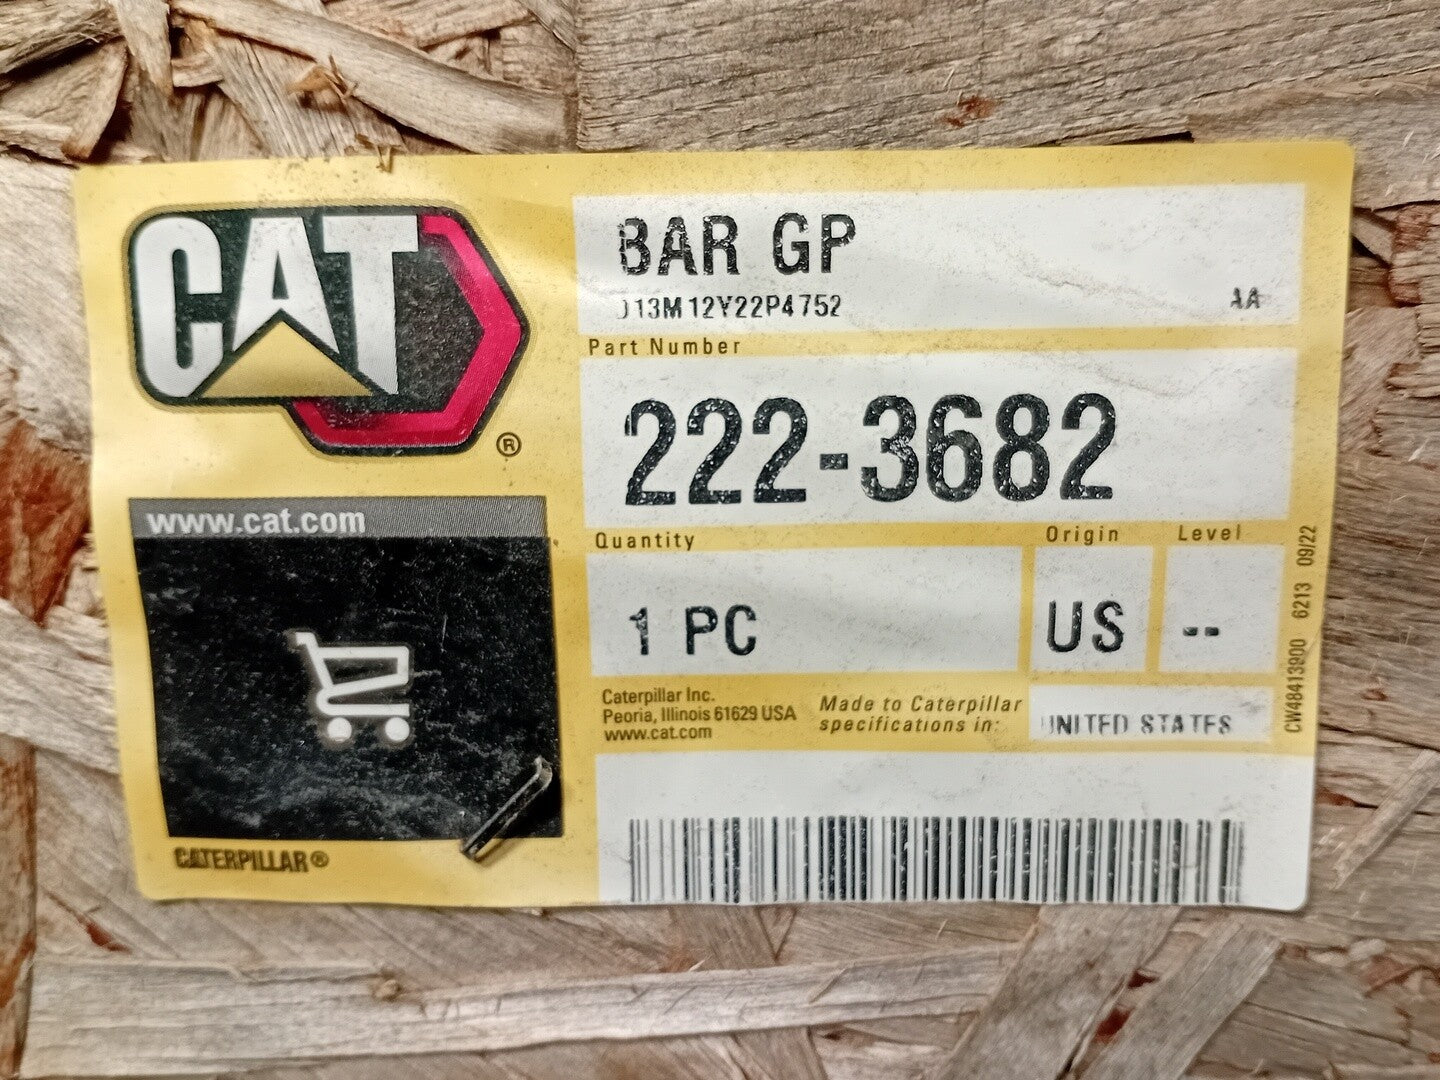 CAT
®
www.cat.com
CATERPILLAR®
BAR GP
013M12Y22P4752 AA
Part Number
222-3682
Quantity Origin Level
1 PC US --
Caterpillar Inc.
Peoria, Illinois 61629 USA
www.cat.com
Made to Caterpillar
specifications in:
UNITED STATES
CW48413900 6213 09/22